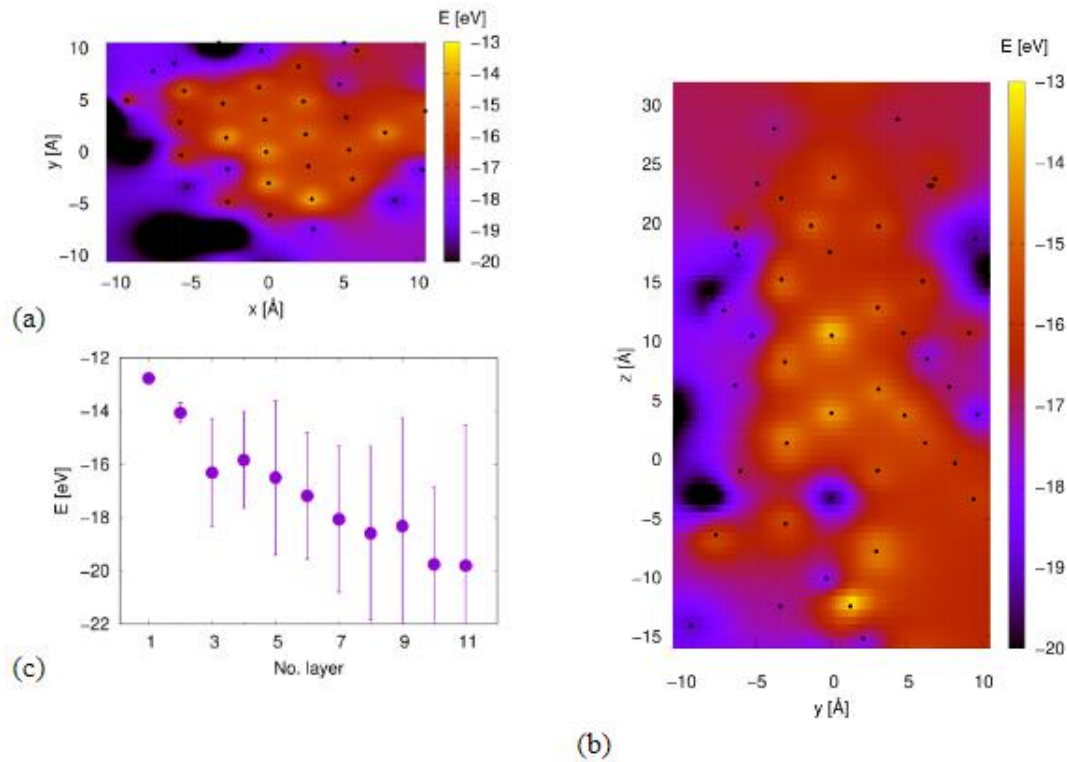 E [eV]
10
5
0
−5
−10
y [A]
−10 −5 0 5 10
x [Å]
−13
−14
−15
−16
−17
−18
−19
−20
(a)
E [eV]
30
25
20
15
10
5
0
−5
−10
−15
z [Å]
−10 −5 0 5 10
y [Å]
−13
−14
−15
−16
−17
−18
−19
−20
(b)
−12
−14
−16
−18
−20
−22
E [eV]
1 3 5 7 9 11
No. layer
(c)